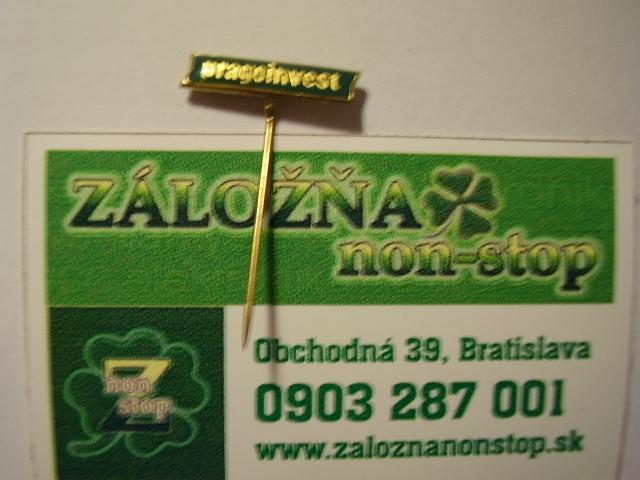 pragoinvest
ZÁLOŽŇA
non-stop
Z
non
stop
Obchodná 39, Bratislava
0903 287 001
www.zaloznanonstop.sk